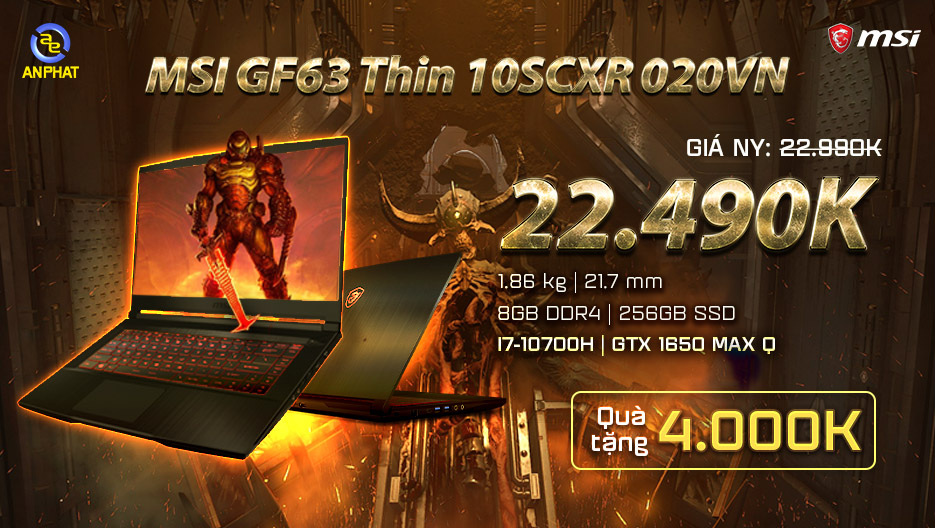 ANPHAT
msi
MSI GF63 Thin 10SCXR 020VN
GIÁ NY: 22.990K
22.490K
1.86 kg | 21.7 mm
8GB DDR4 | 256GB SSD
I7-10700H | GTX 1650 MAX Q
Quà tặng
4.000K